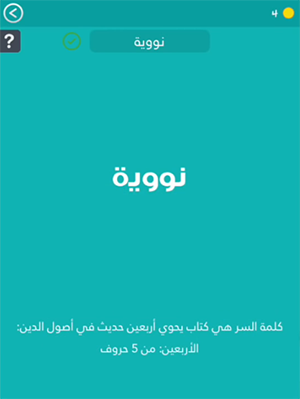 4
?
نووية
نووية
كلمة السر هي كتاب يحوي أربعين حديث في أصول الدين:
الأربعين: من 5 حروف